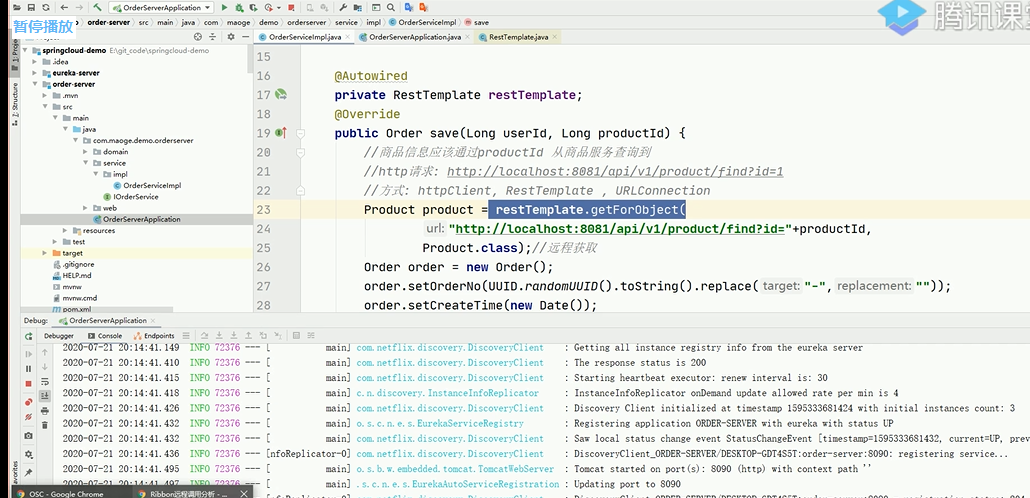 OrderServerApplication
order-server src main java com maoge demo orderserver service impl OrderServiceImpl save
暂停播放
腾讯课堂
OrderServiceImpl.java
OrderServerApplication.java
RestTemplate.java
springcloud-demo E:\git_code\springcloud-demo
.idea
eureka-server
order-server
.mvn
src
main
java
com.maoge.demo.orderserver
domain
service
impl
OrderServiceImpl
IOrderService
web
OrderServerApplication
resources
test
target
.gitignore
HELP.md
mvnw
mvnw.cmd
pom.xml
1: Project
7: Structure
15
16 @Autowired
17 private RestTemplate restTemplate;
18 @Override
19 public Order save(Long userId, Long productId) {
20 //商品信息应该通过productId 从商品服务查询到
21 //http请求: http://localhost:8081/api/v1/product/find?id=1
22 //方式: httpClient, RestTemplate , URLConnection
23 Product product = restTemplate.getForObject(
24 url: "http://localhost:8081/api/v1/product/find?id="+productId,
25 Product.class);//远程获取
26 Order order = new Order();
27 order.setOrderNo(UUID.randomUUID().toString().replace( target: "-", replacement: ""));
28 order.setCreateTime(new Date());
Debug: OrderServerApplication
Debugger Console Endpoints
2020-07-21 20:14:41.149 INFO 72376 --- [ main] com.netflix.discovery.DiscoveryClient : Getting all instance registry info from the eureka server
2020-07-21 20:14:41.410 INFO 72376 --- [ main] com.netflix.discovery.DiscoveryClient : The response status is 200
2020-07-21 20:14:41.415 INFO 72376 --- [ main] com.netflix.discovery.DiscoveryClient : Starting heartbeat executor: renew interval is: 30
2020-07-21 20:14:41.418 INFO 72376 --- [ main] c.n.discovery.InstanceInfoReplicator : InstanceInfoReplicator onDemand update allowed rate per min is 4
2020-07-21 20:14:41.426 INFO 72376 --- [ main] com.netflix.discovery.DiscoveryClient : Discovery Client initialized at timestamp 1595333681424 with initial instances count: 3
2020-07-21 20:14:41.432 INFO 72376 --- [ main] o.s.c.n.e.s.EurekaServiceRegistry : Registering application ORDER-SERVER with eureka with status UP
2020-07-21 20:14:41.432 INFO 72376 --- [ main] com.netflix.discovery.DiscoveryClient : Saw local status change event StatusChangeEvent [timestamp=1595333681432, current=UP, prev
2020-07-21 20:14:41.436 INFO 72376 --- [nfoReplicator-0] com.netflix.discovery.DiscoveryClient : DiscoveryClient_ORDER-SERVER/DESKTOP-GDT4S5T:order-server:8090: registering service...
2020-07-21 20:14:41.495 INFO 72376 --- [ main] o.s.b.w.embedded.tomcat.TomcatWebServer : Tomcat started on port(s): 8090 (http) with context path ''
2020-07-21 20:14:41.497 INFO 72376 --- [ main] .s.c.n.e.s.EurekaAutoServiceRegistration : Updating port to 8090
OSC - Google Chrome
Ribbon远程调用分析 - ...